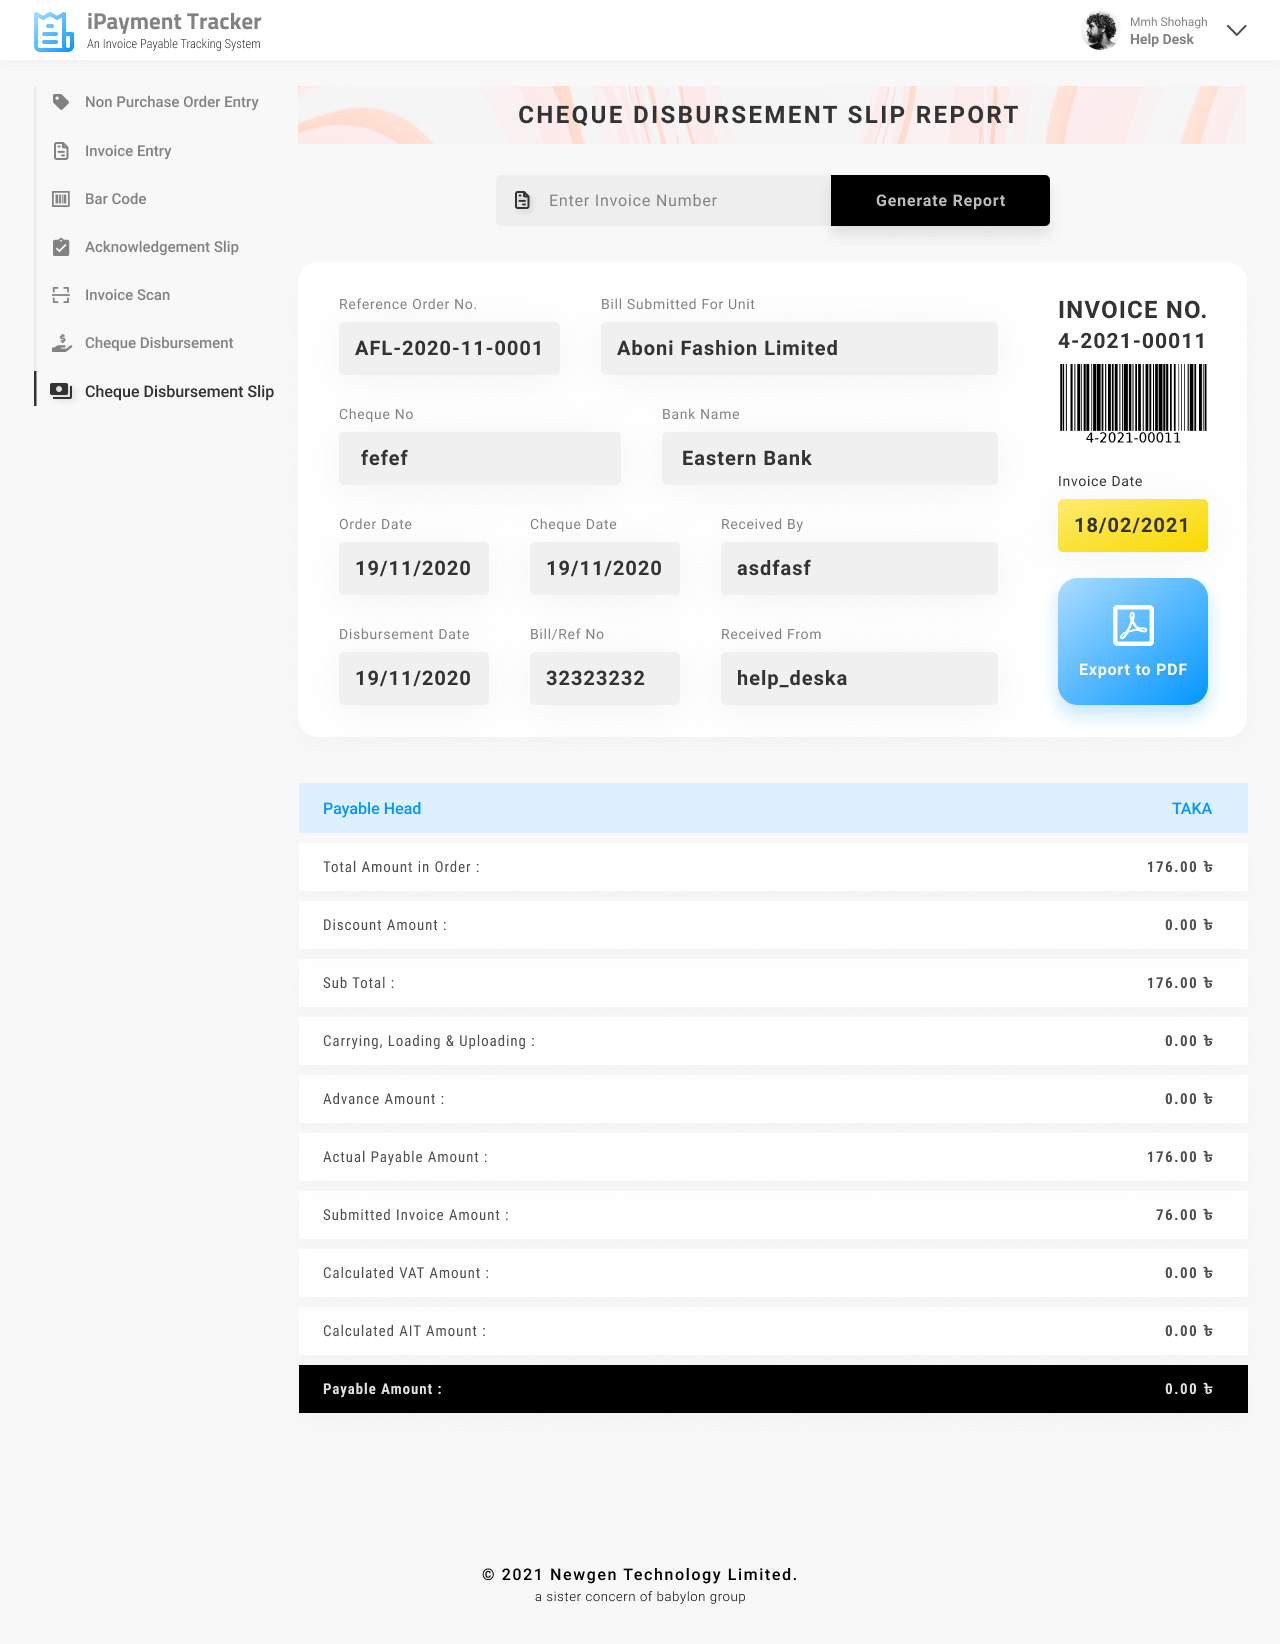 iPayment Tracker
An Invoice Payable Tracking System
Mmh Shohagh
Help Desk
Non Purchase Order Entry
Invoice Entry
Bar Code
Acknowledgement Slip
Invoice Scan
Cheque Disbursement
Cheque Disbursement Slip
CHEQUE DISBURSEMENT SLIP REPORT
Enter Invoice Number
Generate Report
Reference Order No.
AFL-2020-11-0001
Bill Submitted For Unit
Aboni Fashion Limited
Cheque No
fefef
Bank Name
Eastern Bank
Order Date
19/11/2020
Cheque Date
19/11/2020
Received By
asdfasf
Disbursement Date
19/11/2020
Bill/Ref No
32323232
Received From
help_deska
INVOICE NO.
4-2021-00011
4-2021-00011
Invoice Date
18/02/2021
Export to PDF
Payable Head TAKA
Total Amount in Order : 176.00 ৳
Discount Amount : 0.00 ৳
Sub Total : 176.00 ৳
Carrying, Loading & Uploading : 0.00 ৳
Advance Amount : 0.00 ৳
Actual Payable Amount : 176.00 ৳
Submitted Invoice Amount : 76.00 ৳
Calculated VAT Amount : 0.00 ৳
Calculated AIT Amount : 0.00 ৳
Payable Amount : 0.00 ৳
© 2021 Newgen Technology Limited.
a sister concern of babylon group